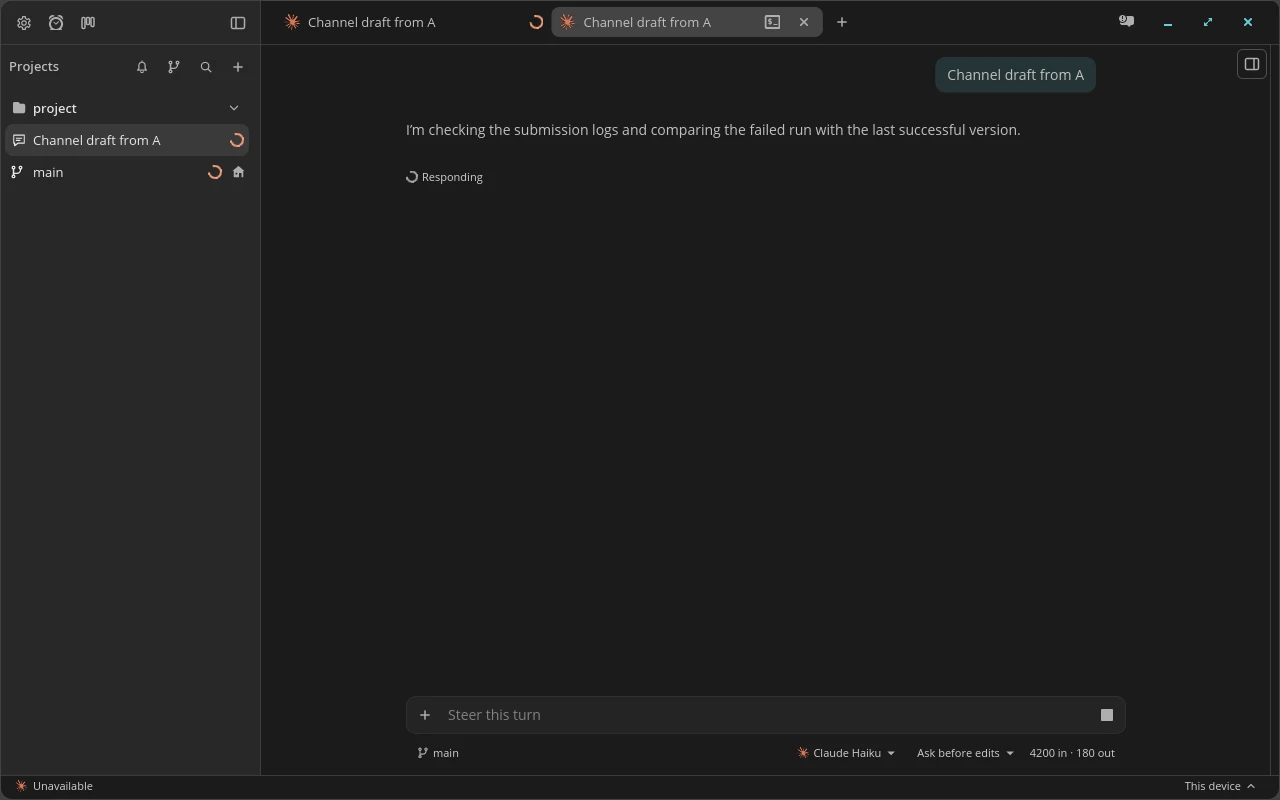 Channel draft from A
Channel draft from A
Projects
project
Channel draft from A
main
Channel draft from A
I'm checking the submission logs and comparing the failed run with the last successful version.
Responding
Steer this turn
main
Claude Haiku
Ask before edits
4200 in · 180 out
Unavailable
This device